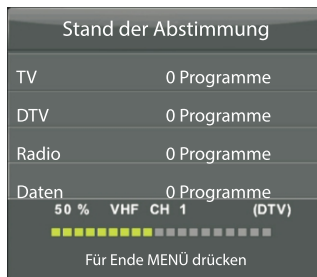 Stand der Abstimmung
TV 0 Programme
DTV 0 Programme
Radio 0 Programme
Daten 0 Programme
50 % VHF CH 1 (DTV)
Für Ende MENÜ drücken